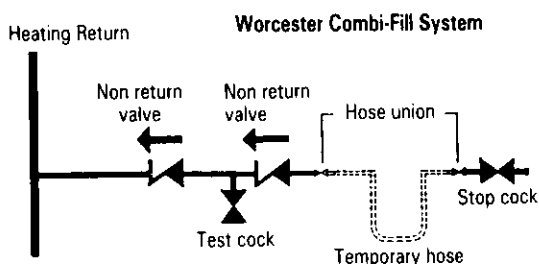 Worcester Combi-Fill System
Heating Return
Non return
valve
Non return
valve
Hose union
Stop cock
Test cock
Temporary hose